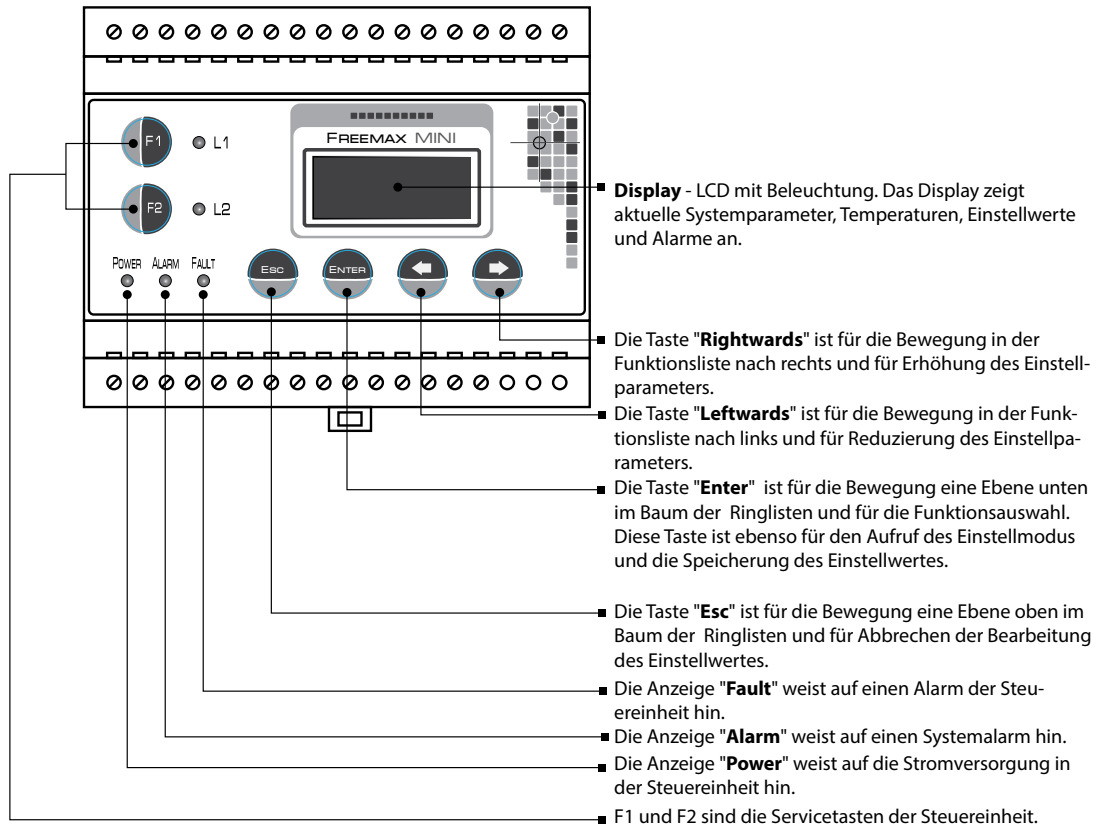 FREEMAX MINI
F1
L1
F2
L2
POWER ALARM FAULT
ESC
ENTER
Display - LCD mit Beleuchtung. Das Display zeigt
aktuelle Systemparameter, Temperaturen, Einstellwerte
und Alarme an.
Die Taste "Rightwards" ist für die Bewegung in der
Funktionsliste nach rechts und für Erhöhung des Einstell-
parameters.
Die Taste "Leftwards" ist für die Bewegung in der Funk-
tionsliste nach links und für Reduzierung des Einstellpa-
rameters.
Die Taste "Enter" ist für die Bewegung eine Ebene unten
im Baum der Ringlisten und für die Funktionsauswahl.
Diese Taste ist ebenso für den Aufruf des Einstellmodus
und die Speicherung des Einstellwertes.
Die Taste "Esc" ist für die Bewegung eine Ebene oben im
Baum der Ringlisten und für Abbrechen der Bearbeitung
des Einstellwertes.
Die Anzeige "Fault" weist auf einen Alarm der Steu-
ereinheit hin.
Die Anzeige "Alarm" weist auf einen Systemalarm hin.
Die Anzeige "Power" weist auf die Stromversorgung in
der Steuereinheit hin.
F1 und F2 sind die Servicetasten der Steuereinheit.